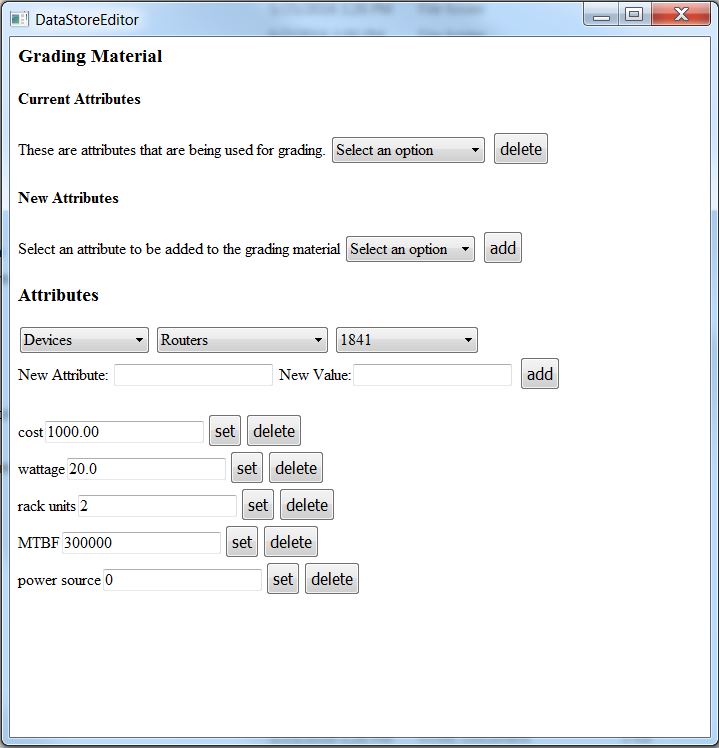 DataStoreEditor
Grading Material
Current Attributes
These are attributes that are being used for grading. Select an option delete
New Attributes
Select an attribute to be added to the grading material Select an option add
Attributes
Devices Routers 1841
New Attribute: New Value: add
cost 1000.00 set delete
wattage 20.0 set delete
rack units 2 set delete
MTBF 300000 set delete
power source 0 set delete